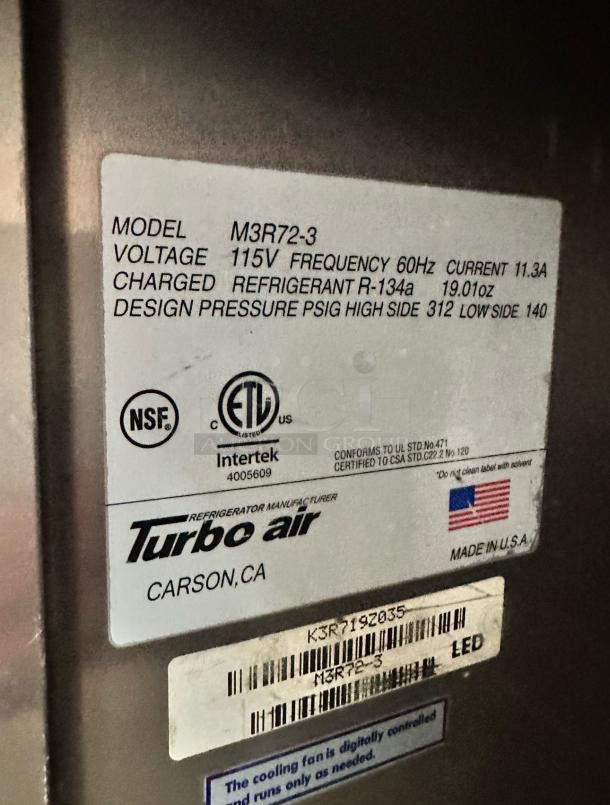 MODEL M3R72-3
VOLTAGE 115V FREQUENCY 60Hz CURRENT 11.3A
CHARGED REFRIGERANT R-134a 19.01oz
DESIGN PRESSURE PSIG HIGH SIDE 312 LOW SIDE 140
NSF®
C ETL US
LISTED
Intertek
4005609
CONFORMS TO UL STD.No.471
CERTIFIED TO CSA STD.C22.2 No.120
AUCTION GROUP
*Do not clean label with solvent
REFRIGERATOR MANUFACTURER
Turbo air
CARSON, CA
MADE IN U.S.A
K3R719Z035
M3R72-3
LED
The cooling fan is digitally controlled
and runs only as needed.